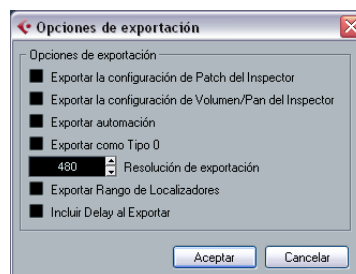 Opciones de exportación
Opciones de exportación
Exportar la configuración de Patch del Inspector
Exportar la configuración de Volumen/Pan del Inspector
Exportar automación
Exportar como Tipo 0
480 Resolución de exportación
Exportar Rango de Localizadores
Incluir Delay al Exportar
Aceptar Cancelar